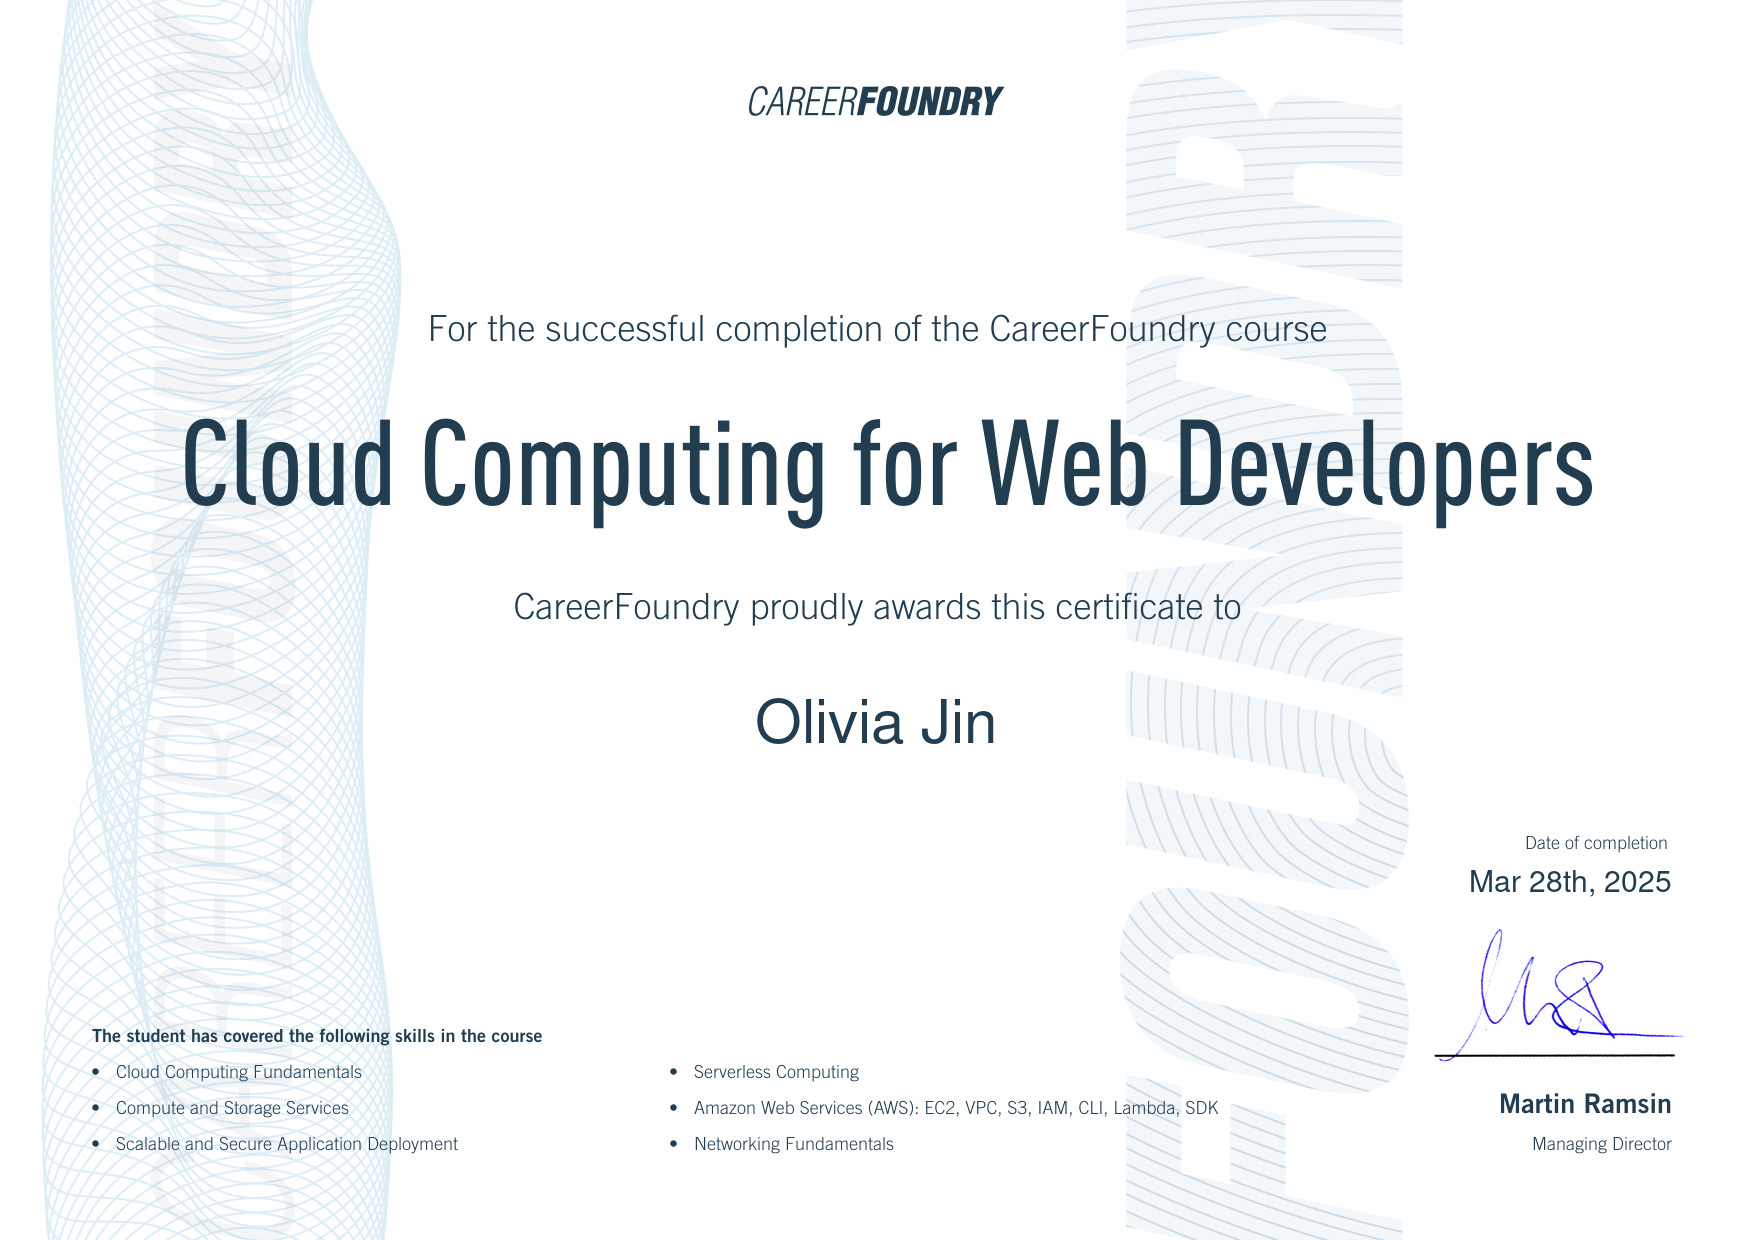 CAREERFOUNDRY
For the successful completion of the CareerFoundry course
Cloud Computing for Web Developers
CareerFoundry proudly awards this certificate to
Olivia Jin
Date of completion
Mar 28th, 2025
The student has covered the following skills in the course
• Cloud Computing Fundamentals
• Compute and Storage Services
• Scalable and Secure Application Deployment
• Serverless Computing
• Amazon Web Services (AWS): EC2, VPC, S3, IAM, CLI, Lambda, SDK
• Networking Fundamentals
Martin Ramsin
Managing Director
CAREERFOUNDRY
FOUNDRY